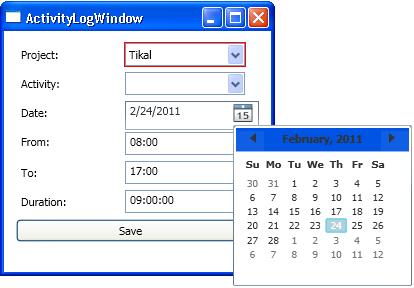 ActivityLogWindow
Project: Tikal
Activity:
Date: 2/24/2011 15
From: 08:00
To: 17:00
Duration: 09:00:00
Save
February, 2011
Su Mo Tu We Th Fr Sa
30 31 1 2 3 4 5
6 7 8 9 10 11 12
13 14 15 16 17 18 19
20 21 22 23 24 25 26
27 28 1 2 3 4 5
6 7 8 9 10 11 12